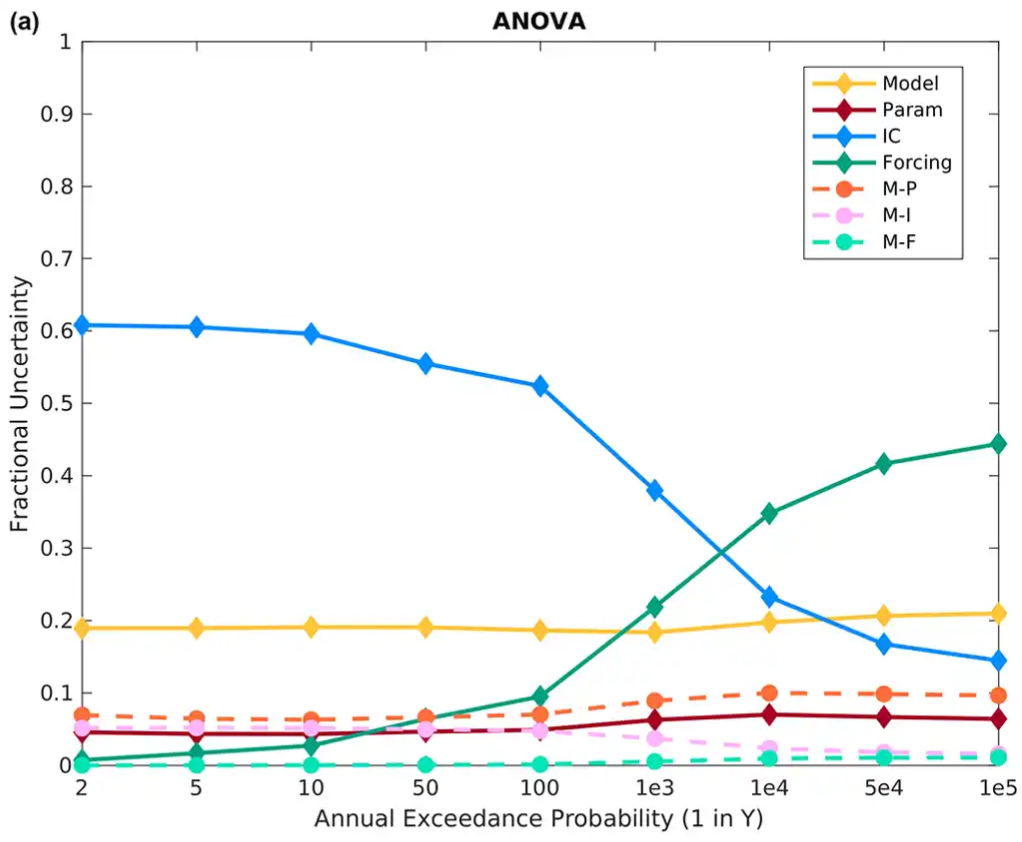 (a)
ANOVA
1
0.9
0.8
0.7
0.6
0.5
0.4
0.3
0.2
0.1
0
Fractional Uncertainty
Model
Param
IC
Forcing
M-P
M-I
M-F
2 5 10 50 100 1e3 1e4 5e4 1e5
Annual Exceedance Probability (1 in Y)